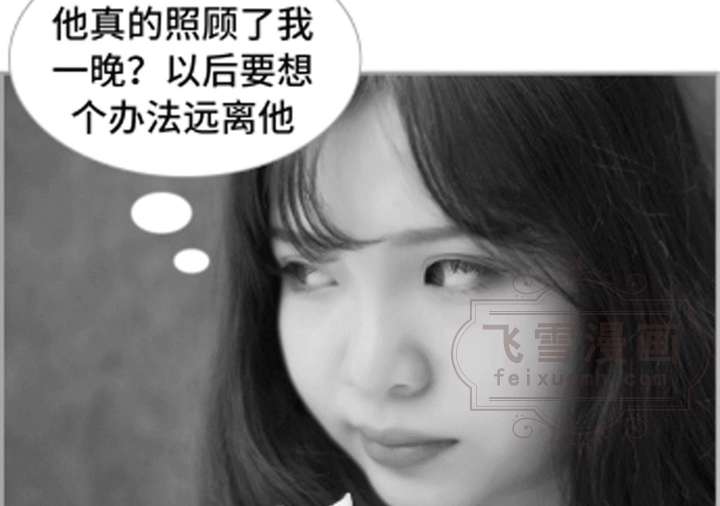 他真的照顾了我
一晚？以后要想
个办法远离他
飞雪漫画